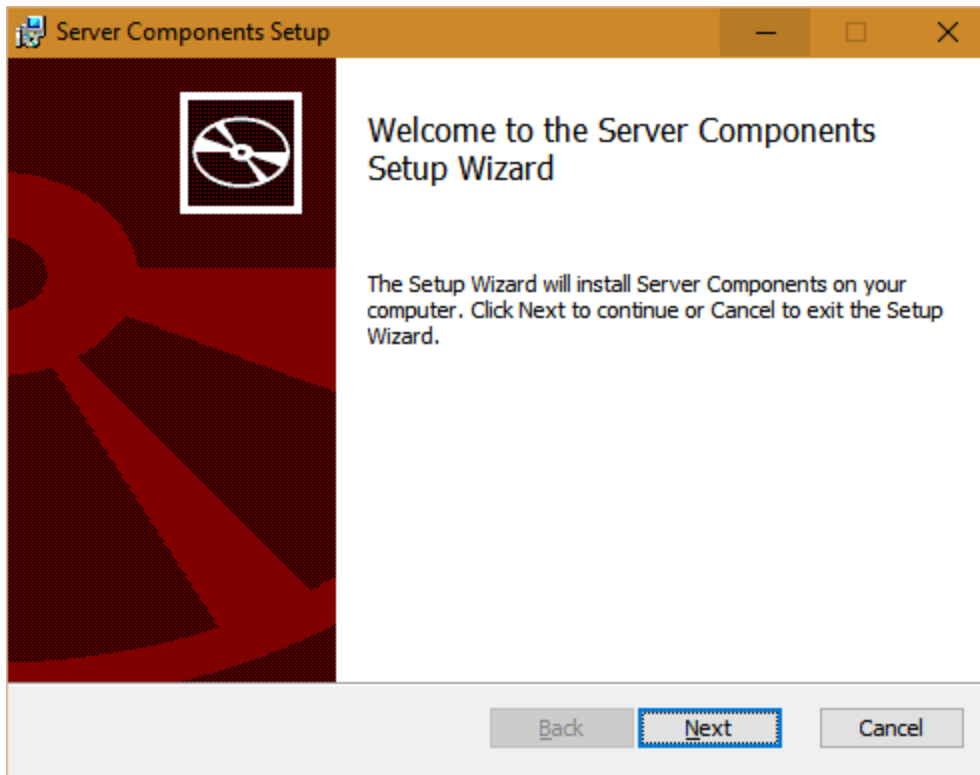 Server Components Setup
Welcome to the Server Components
Setup Wizard
The Setup Wizard will install Server Components on your
computer. Click Next to continue or Cancel to exit the Setup
Wizard.
Back Next Cancel